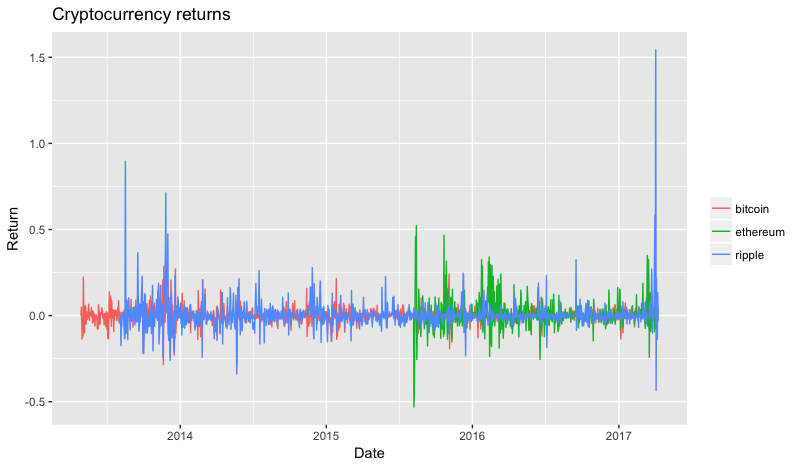 Cryptocurrency returns
Return
1.5
1.0
0.5
0.0
-0.5
2014
2015
2016
2017
Date
bitcoin
ethereum
ripple